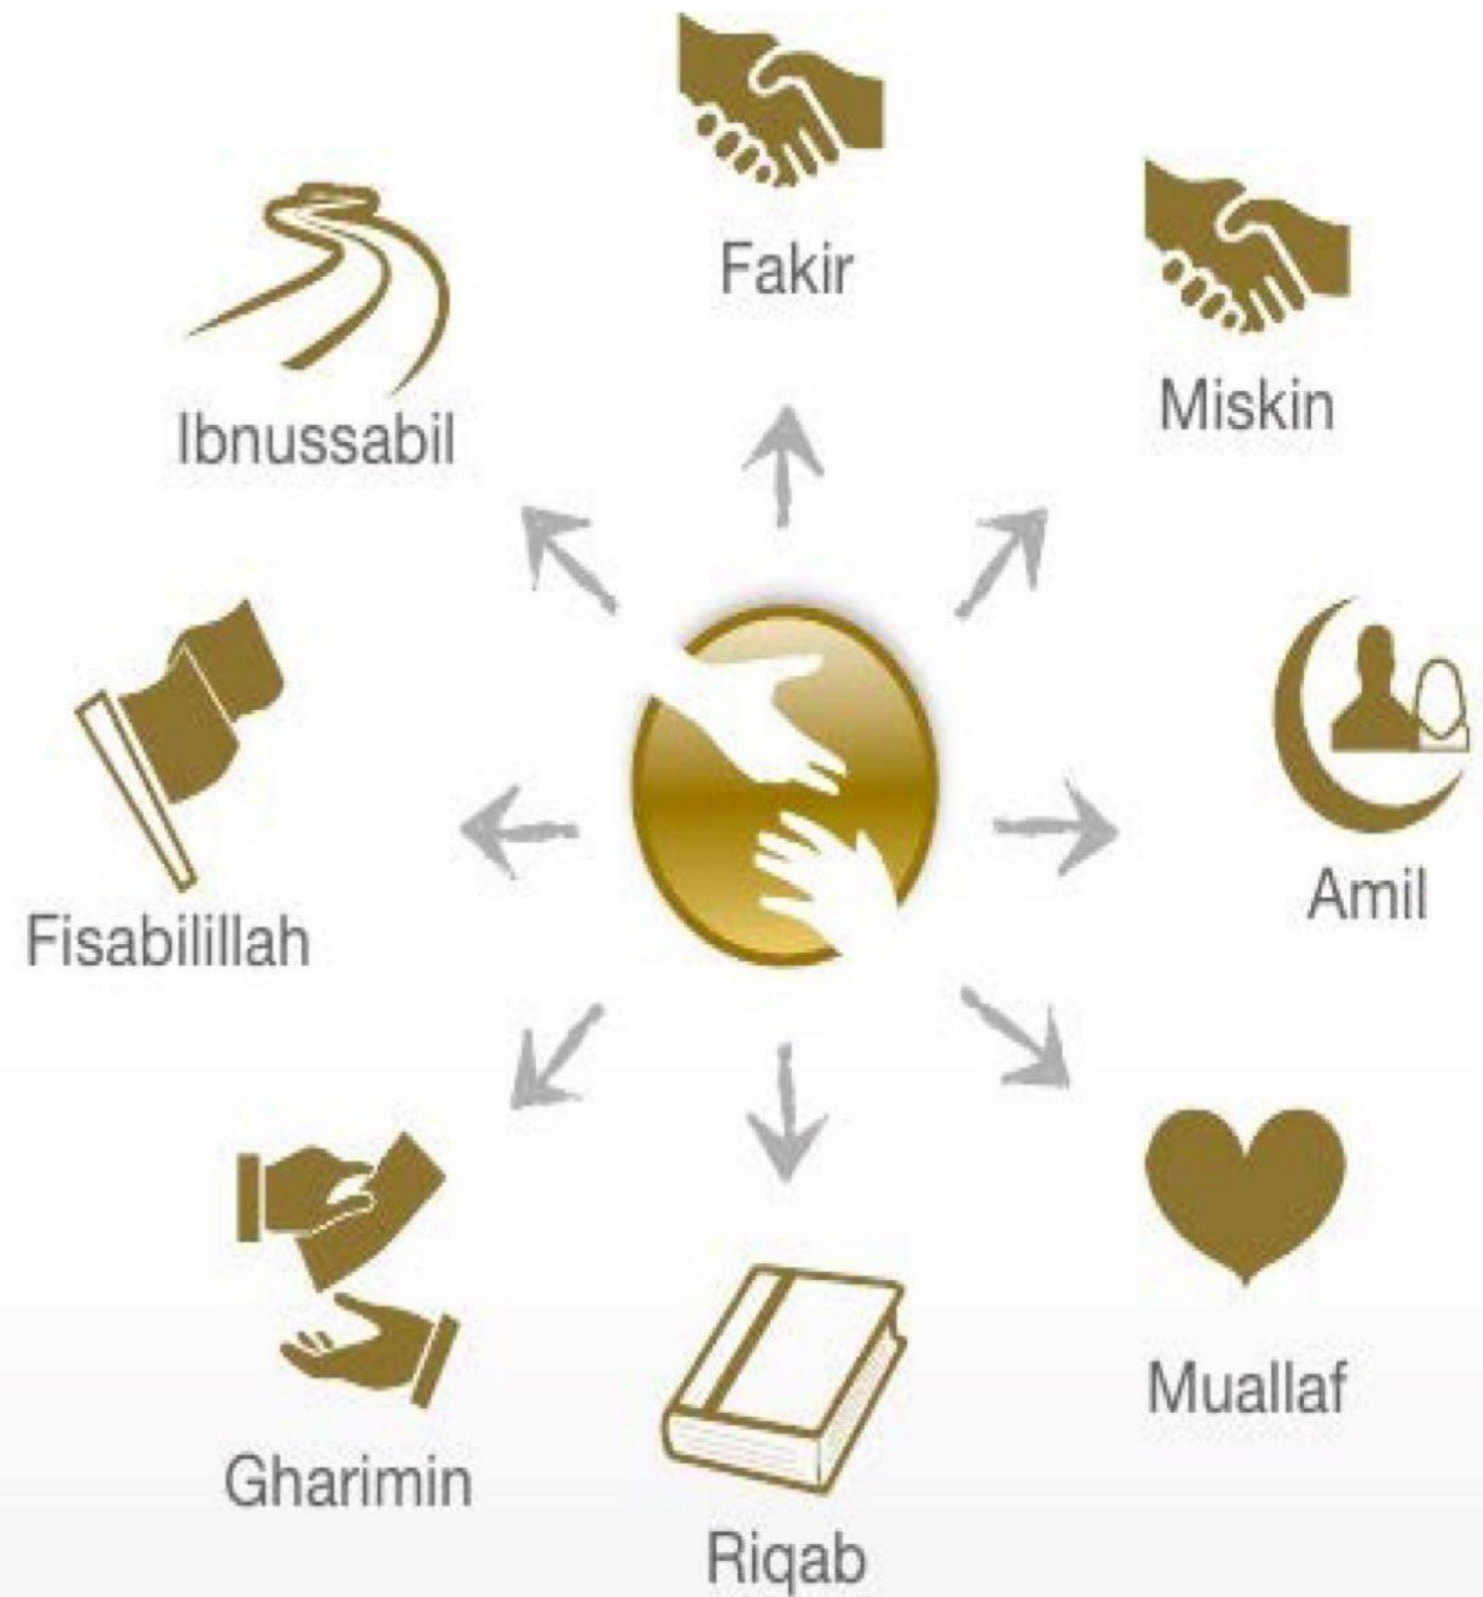 Fakir
Miskin
Amil
Muallaf
Riqab
Gharimin
Fisabilillah
Ibnussabil